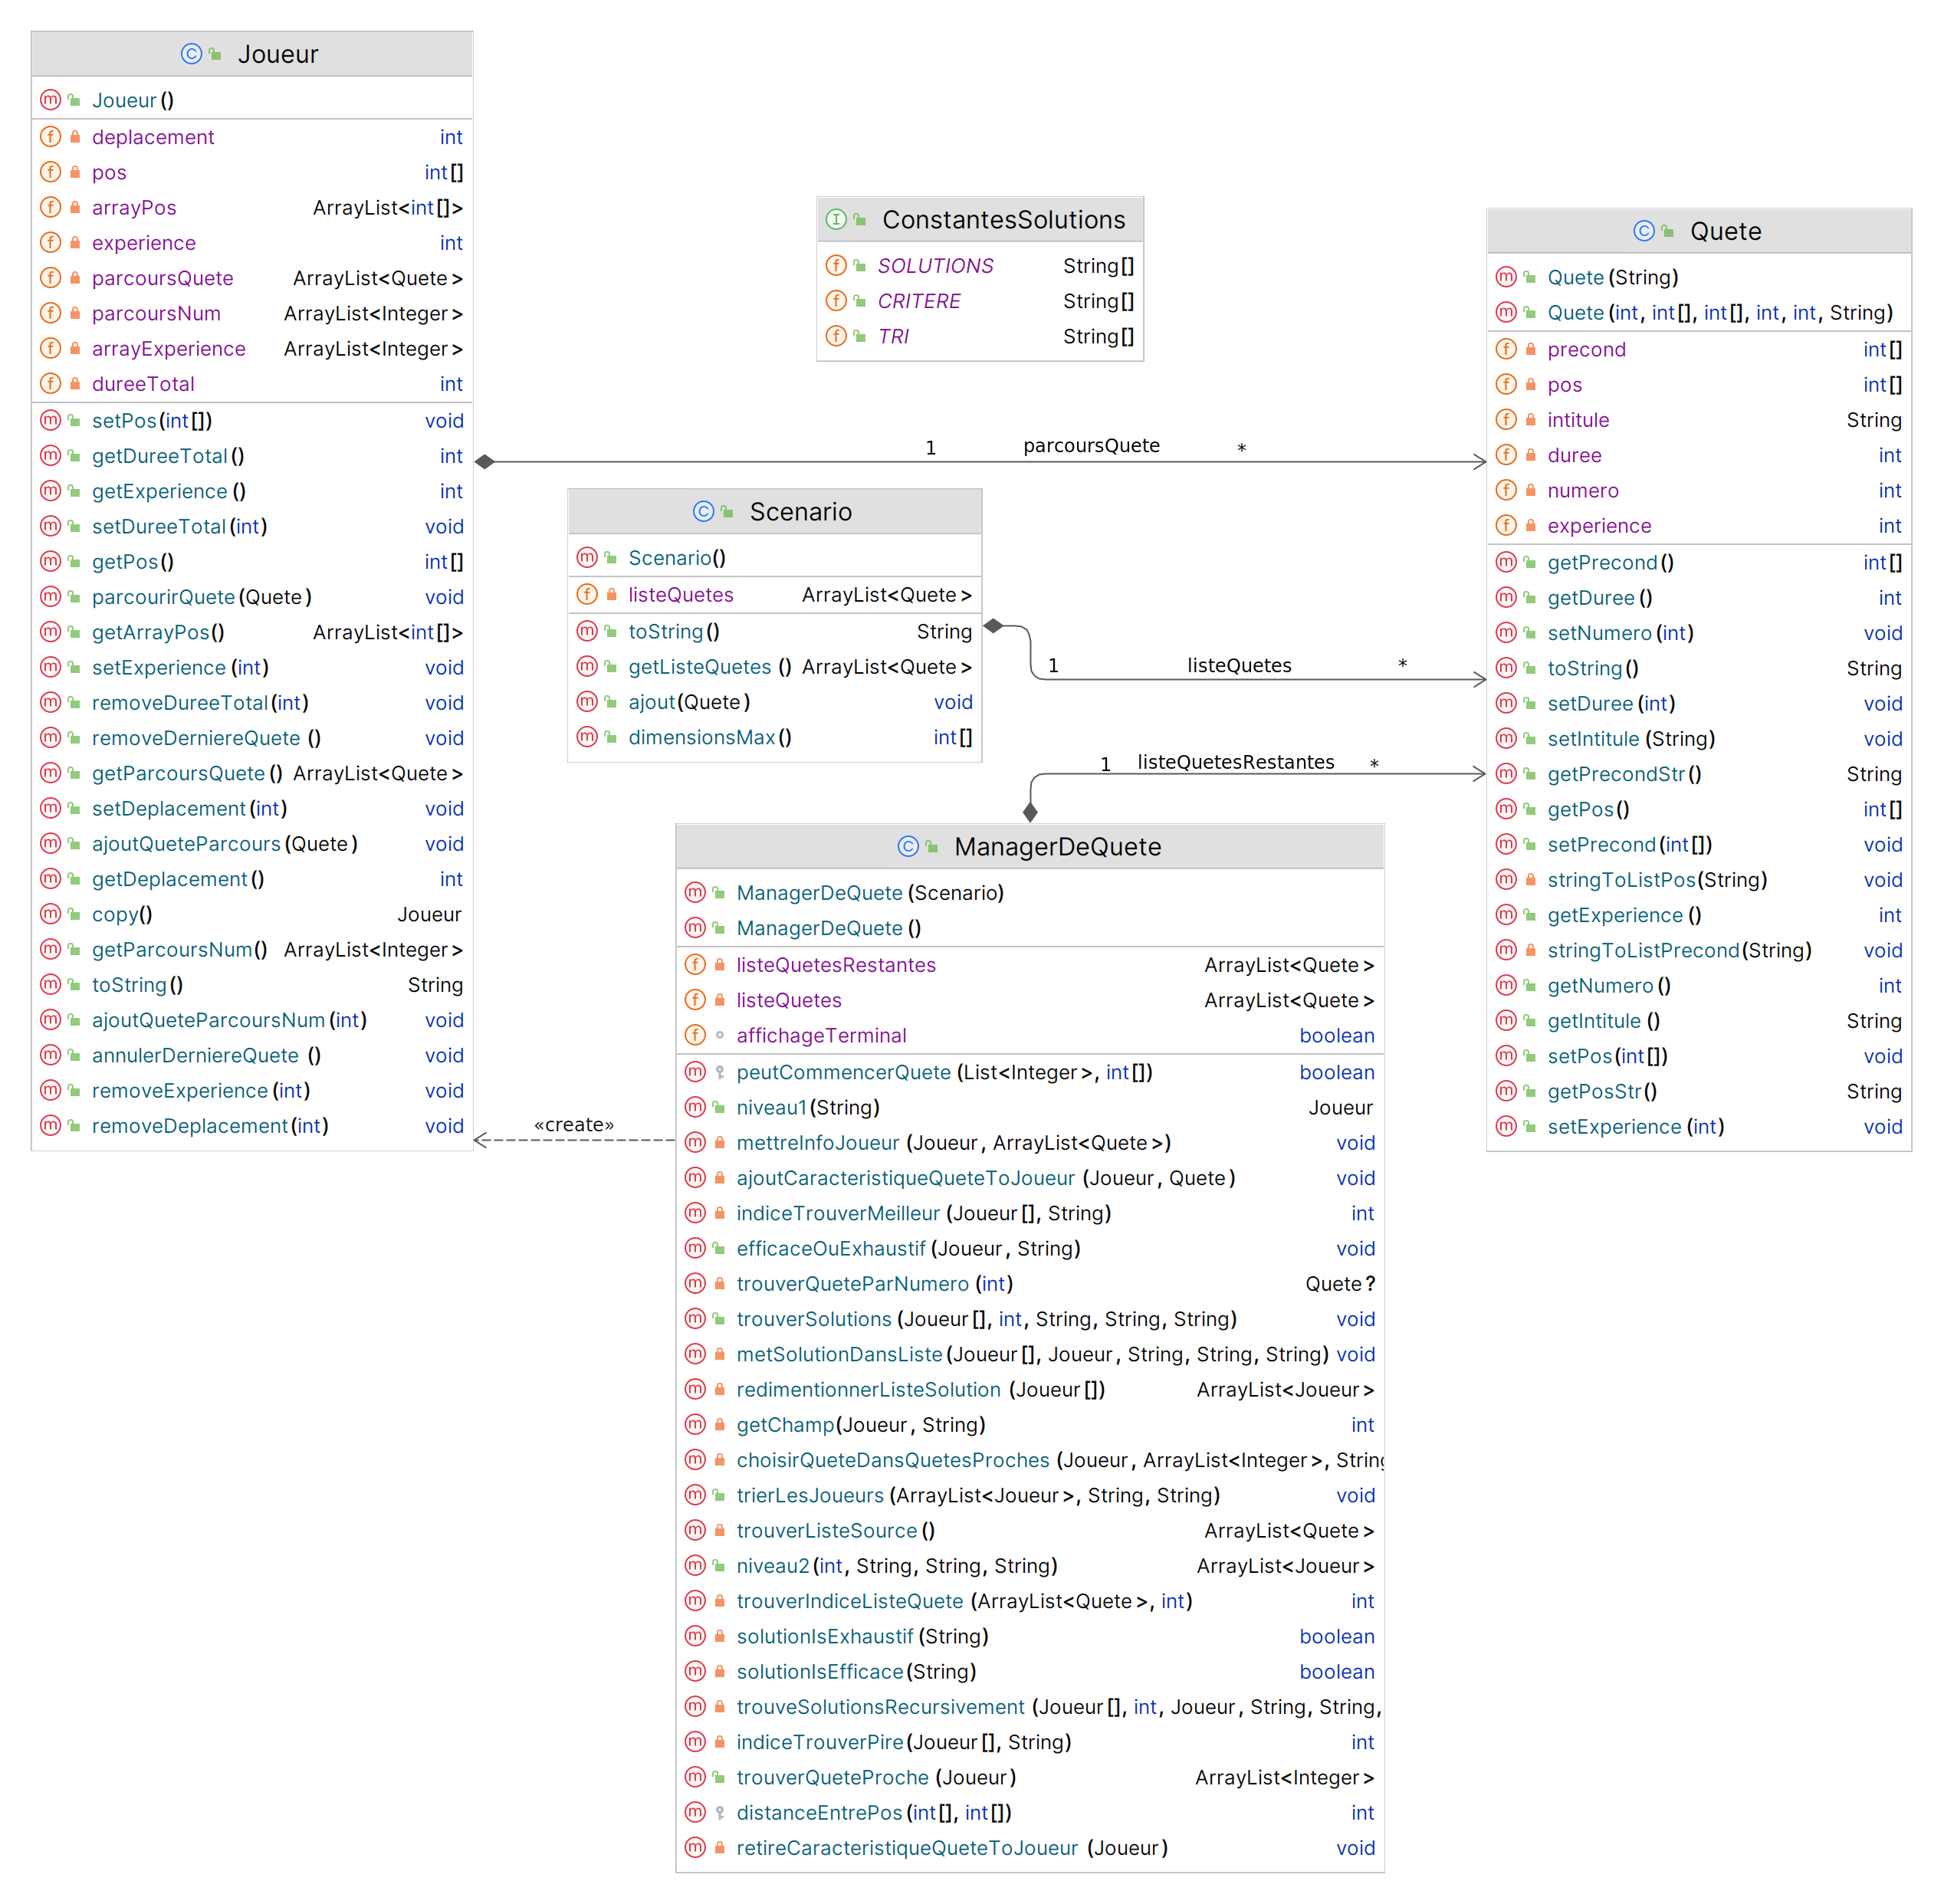 Joueur
Joueur()
deplacement int
pos int[]
arrayPos ArrayList<int[]>
experience int
parcoursQuete ArrayList<Quete>
parcoursNum ArrayList<Integer>
arrayExperience ArrayList<Integer>
dureeTotal int
setPos(int[]) void
getDureeTotal() int
getExperience() int
setDureeTotal(int) void
getPos() int[]
parcourirQuete(Quete) void
getArrayPos() ArrayList<int[]>
setExperience(int) void
removeDureeTotal(int) void
removeDerniereQuete() void
getParcoursQuete() ArrayList<Quete>
setDeplacement(int) void
ajoutQueteParcours(Quete) void
getDeplacement() int
copy() Joueur
getParcoursNum() ArrayList<Integer>
toString() String
ajoutQueteParcoursNum(int) void
annulerDerniereQuete() void
removeExperience(int) void
removeDeplacement(int) void
ConstantesSolutions
SOLUTIONS String[]
CRITERE String[]
TRI String[]
1 parcoursQuete *
Scenario
Scenario()
listeQuetes ArrayList<Quete>
toString() String
getListeQuetes() ArrayList<Quete>
ajout(Quete) void
dimensionsMax() int[]
1 listeQuetes *
1 listeQuetesRestantes *
«create»
Quete
Quete(String)
Quete(int, int[], int[], int, int, String)
precond int[]
pos int[]
intitule String
duree int
numero int
experience int
getPrecond() int[]
getDuree() int
setNumero(int) void
toString() String
setDuree(int) void
setIntitule(String) void
getPrecondStr() String
getPos() int[]
setPrecond(int[]) void
stringToListPos(String) void
getExperience() int
stringToListPrecond(String) void
getNumero() int
getIntitule() String
setPos(int[]) void
getPosStr() String
setExperience(int) void
ManagerDeQuete
ManagerDeQuete(Scenario)
ManagerDeQuete()
listeQuetesRestantes ArrayList<Quete>
listeQuetes ArrayList<Quete>
affichageTerminal boolean
peutCommencerQuete(List<Integer>, int[]) boolean
niveau1(String) Joueur
mettreInfoJoueur(Joueur, ArrayList<Quete>) void
ajoutCaracteristiqueQueteToJoueur(Joueur, Quete) void
indiceTrouverMeilleur(Joueur[], String) int
efficaceOuExhaustif(Joueur, String) void
trouverQueteParNumero(int) Quete?
trouverSolutions(Joueur[], int, String, String, String) void
metSolutionDansListe(Joueur[], Joueur, String, String, String) void
redimentionnerListeSolution(Joueur[]) ArrayList<Joueur>
getChamp(Joueur, String) int
choisirQueteDansQuetesProches(Joueur, ArrayList<Integer>, String
trierLesJoueurs(ArrayList<Joueur>, String, String) void
trouverListeSource() ArrayList<Quete>
niveau2(int, String, String, String) ArrayList<Joueur>
trouverIndiceListeQuete(ArrayList<Quete>, int) int
solutionIsExhaustif(String) boolean
solutionIsEfficace(String) boolean
trouveSolutionsRecursivement(Joueur[], int, Joueur, String, String,
indiceTrouverPire(Joueur[], String) int
trouverQueteProche(Joueur) ArrayList<Integer>
distanceEntrePos(int[], int[]) int
retireCaracteristiqueQueteToJoueur(Joueur) void